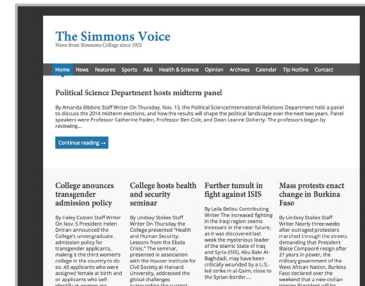 The Simmons Voice
News from Simmons College since 1922
Home News Features Sports A&E Health & Science Opinion Archives Calendar Tip Hotline Contact
Political Science Department hosts midterm panel
By Amanda Bibbins Staff Writer On Thursday, Nov. 13, the Political Science/International Relations Department held a panel
to discuss the 2014 midterm elections, and how the results will shape the political landscape over the next two years. Panel
speakers were Professor Catherine Paden, Professor Ben Cole, and Dean Leanne Doherty. The professors began by
reviewing...
Continue reading →
College anounces
transgender
admission policy
By Haley Costen Staff Writer
On Nov. 5 President Helen
Drinan announced the
College's undergraduate
admission policy for
transgender applicants,
making it the third women's
college in the country to do
so. All applicants who were
assigned female at birth and
or applicants who self-
College hosts health
and security
seminar
By Lindsey Stokes Staff
Writer On Thursday the
College presented "Health
and Human Security:
Lessons from the Ebola
Crisis." The seminar,
presented in association
with the Hauser Institute for
Civil Society at Harvard
University, addressed the
global challenges
Further tumult in
fight against ISIS
By Leila Bellou Contributing
Writer The increased fighting
in the Iraqi region seems
incessant in the near future,
as it was discovered last
week the mysterious leader
of the Islamic State of Iraq
and Syria (ISIS), Abu Bakr Al-
Baghdadi, may have been
critically wounded by a U.S.-
led strike in al-Qaim, close to
the Syrian border....
Mass protests enact
change in Burkina
Faso
By Lindsey Stokes Staff
Writer Nearly three weeks
after outraged protesters
marched through the streets
demanding that President
Blaise Compaoré resign after
27 years in power, the
military government of the
West African Nation, Burkina
Faso declared over the
weekend that a new civilian